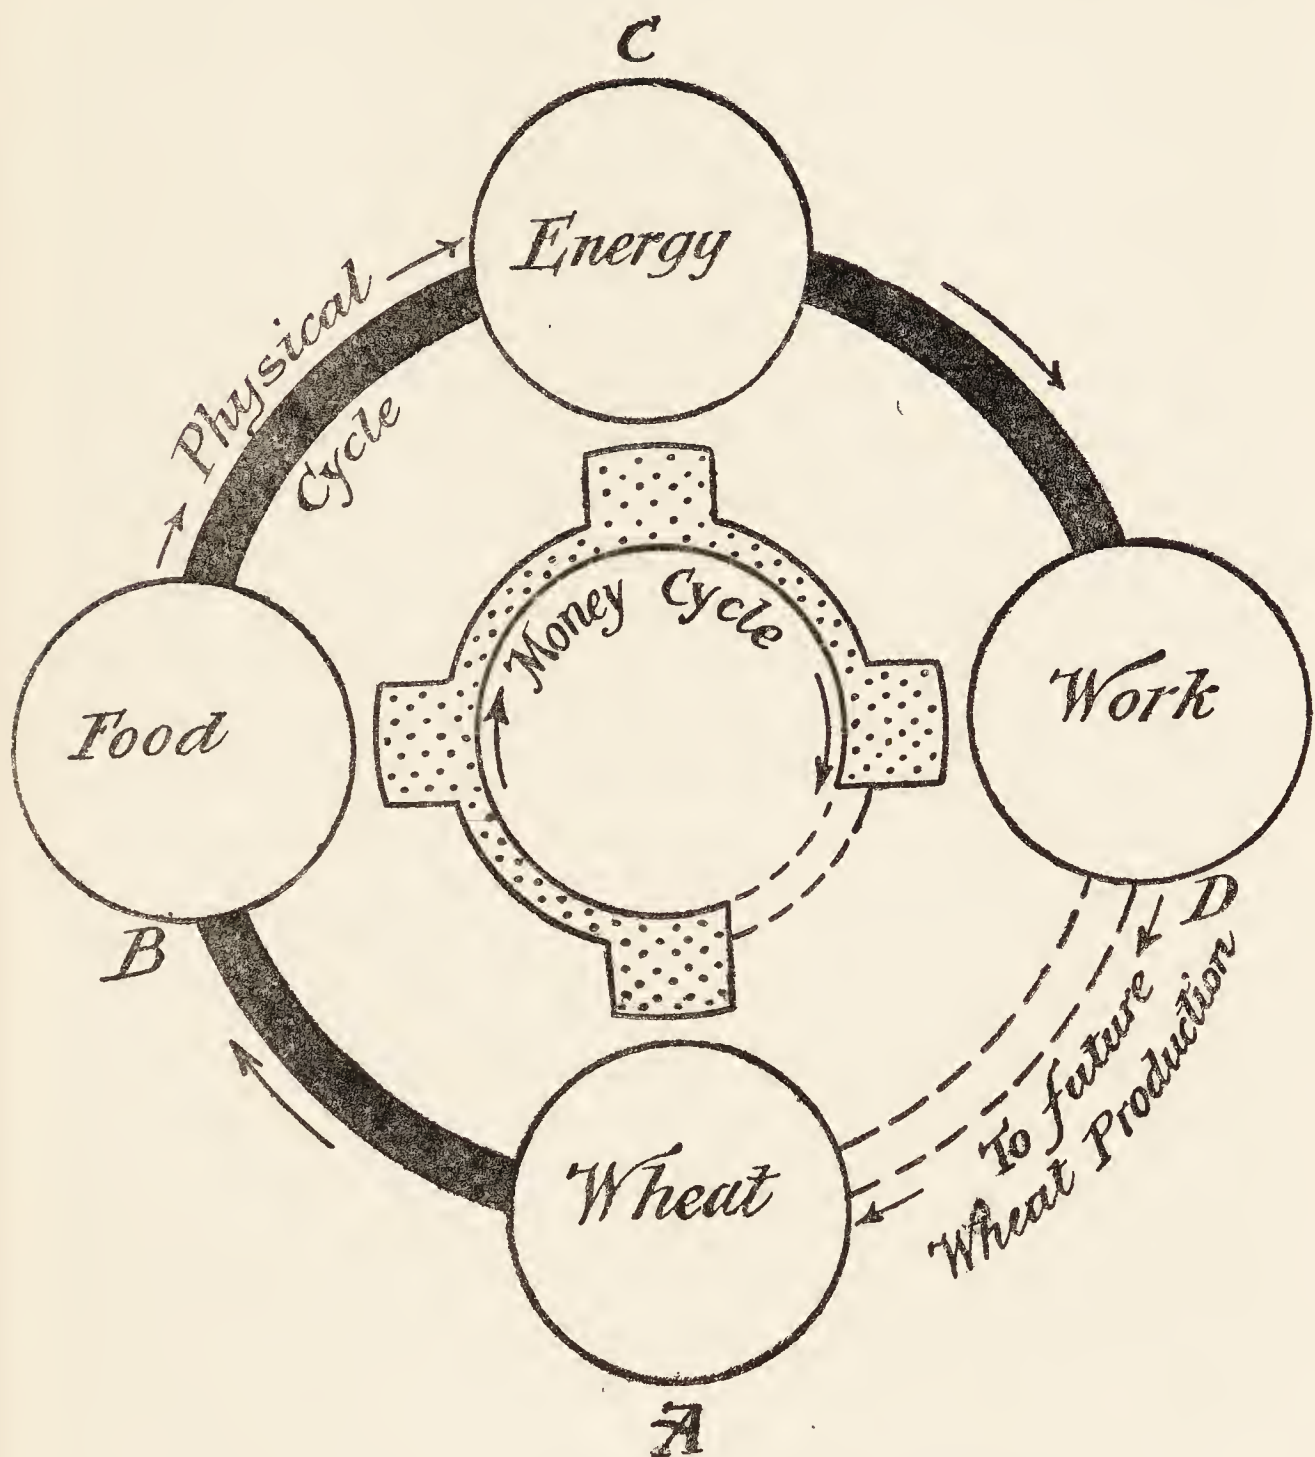 C
Energy
Physical
Cycle
Money Cycle
Food
Work
B
D
To future
Wheat Production
Wheat
A